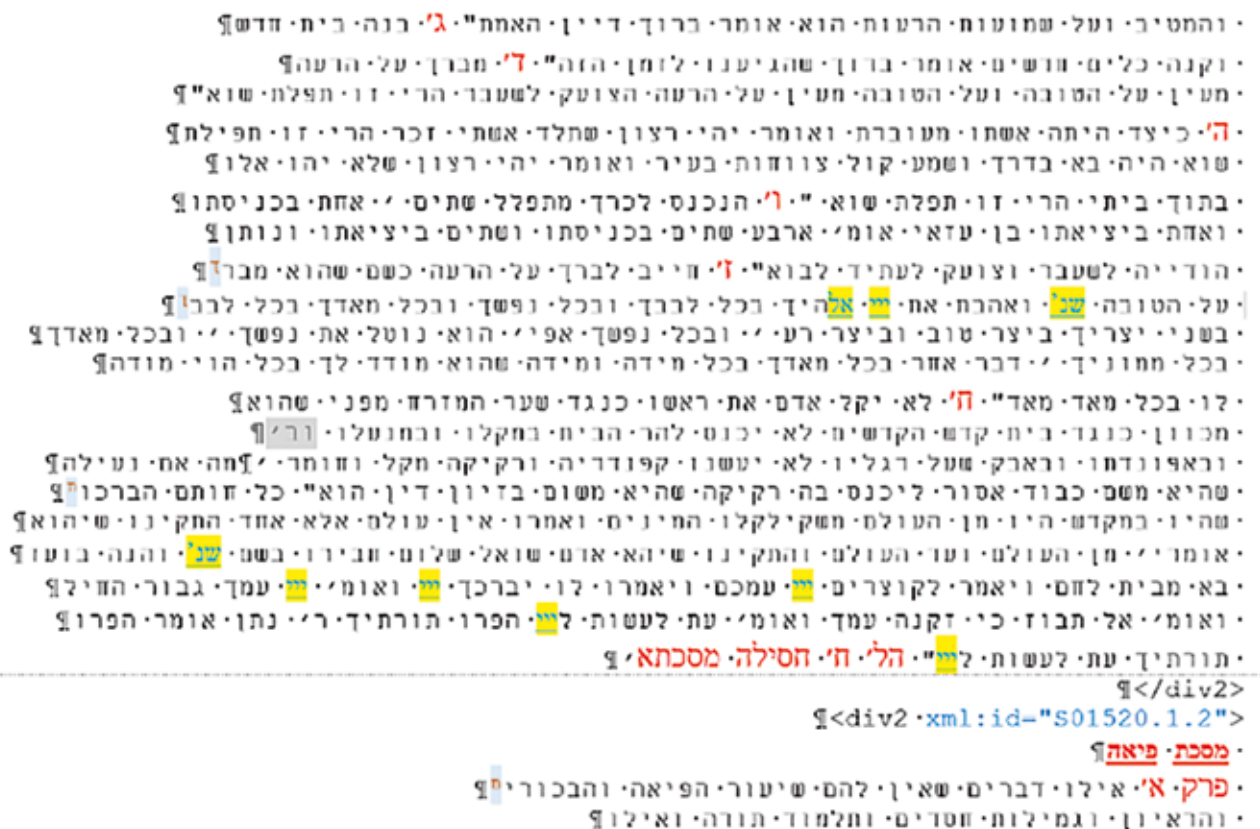 · והמטיב · ועל · שמועות · הרעות · הוא · אומר · ברוך · דיין · האמת" · ג' · בנה · בית · חדש¶
· וקנה · כלים · חדשים · אומר · ברוך · שהגיענו · לזמן · הזה" · ד' · מברך · על · הרעה¶
· מעין · על · הטובה · ועל · הטובה · מעין · על · הרעה · הצועק · לשעבר · הרי · זו · תפלת · שוא"¶
ה' · כיצד · היתה · אשתו · מעוברת · ואומר · יהי · רצון · שתלד · אשתי · זכר · הרי · זו · תפילת¶
· שוא · היה · בא · בדרך · ושמע · קול · צווחות · בעיר · ואומר · יהי · רצון · שלא · יהו · אלו¶
· בתוך · ביתי · הרי · זו · תפלת · שוא · " · ו' · הנכנס · לכרך · מתפלל · שתים · ׳ · אחת · בכניסתו¶
· ואחת · ביציאתו · בן · עזאי · אומ׳ · ארבע · שתים · בכניסתו · ושתים · ביציאתו · ונותן¶
· הודייה · לשעבר · וצועק · לעתיד · לבוא" · ז' · חייב · לברך · על · הרעה · כשם · שהוא · מברך¶
· על · הטובה · שנ' · ואהבת · את · ייי · אלהיך · בכל · לבבך · ובכל · נפשך · ובכל · מאדך · בכל · לבבו¶
· בשני · יצריך · ביצר · טוב · וביצר · רע · ׳ · ובכל · נפשך · אפי׳ · הוא · נוטל · את · נפשך · ׳ · ובכל · מאדך¶
· בכל · ממוניך · ׳ · דבר · אחר · בכל · מאדך · בכל · מידה · ומידה · שהוא · מודד · לך · בכל · הוי · מודה¶
· לו · ובכל · מאד · מאד" · ח' · לא · יקל · אדם · את · ראשו · כנגד · שער · המזרח · מפני · שהוא¶
· מכוון · כנגד · בית · קדש · הקדשים · לא · יכנס · להר · הבית · במקלו · ובמנעלו · ור׳¶
· ובאפונדתו · ובאבק · שעל · רגליו · לא · יעשנו · קפנדריה · ורקיקה · מקל · וחומר · ׳¶מה · אם · נעילה¶
· שהיא · משם · כבוד · אסור · ליכנס · בה · רקיקה · שהיא · משום · בזיון · דין · הוא" · כל · חותם · הברכות¶
· שהיו · במקדש · היו · מן · העולם · משקילקלו · המינים · ואמרו · אין · עולם · אלא · אחד · התקינו · שיהוא¶
· אומרי׳ · מן · העולם · ועד · העולם · והתקינו · שיהא · אדם · שואל · שלום · חבירו · בשם · שנ' · והנה · בועז¶
· בא · מבית · לחם · ויאמר · לקוצרים · ייי · עמכם · ויאמרו · לו · יברכך · ייי · ואומ׳ · ייי · עמך · גבור · החיל¶
· ואומ׳ · אל · תבוז · כי · זקנה · עמך · ואומ׳ · עת · לעשות · לייי · הפרו · תורתיך · ר׳ · נתן · אומר · הפרו¶
· תורתיך · עת · לעשות · לייי" · הל' · ח' · חסילה · מסכתא׳¶
</div2>¶
<div2·xml:id="S01520.1.2">¶
· מסכת · פיאה¶
· פרק · א' · אילו · דברים · שאין · להם · שיעור · הפיאה · והבכורים¶
· והראיון · וגמילות · חסדים · ותלמוד · תורה · ואילו¶